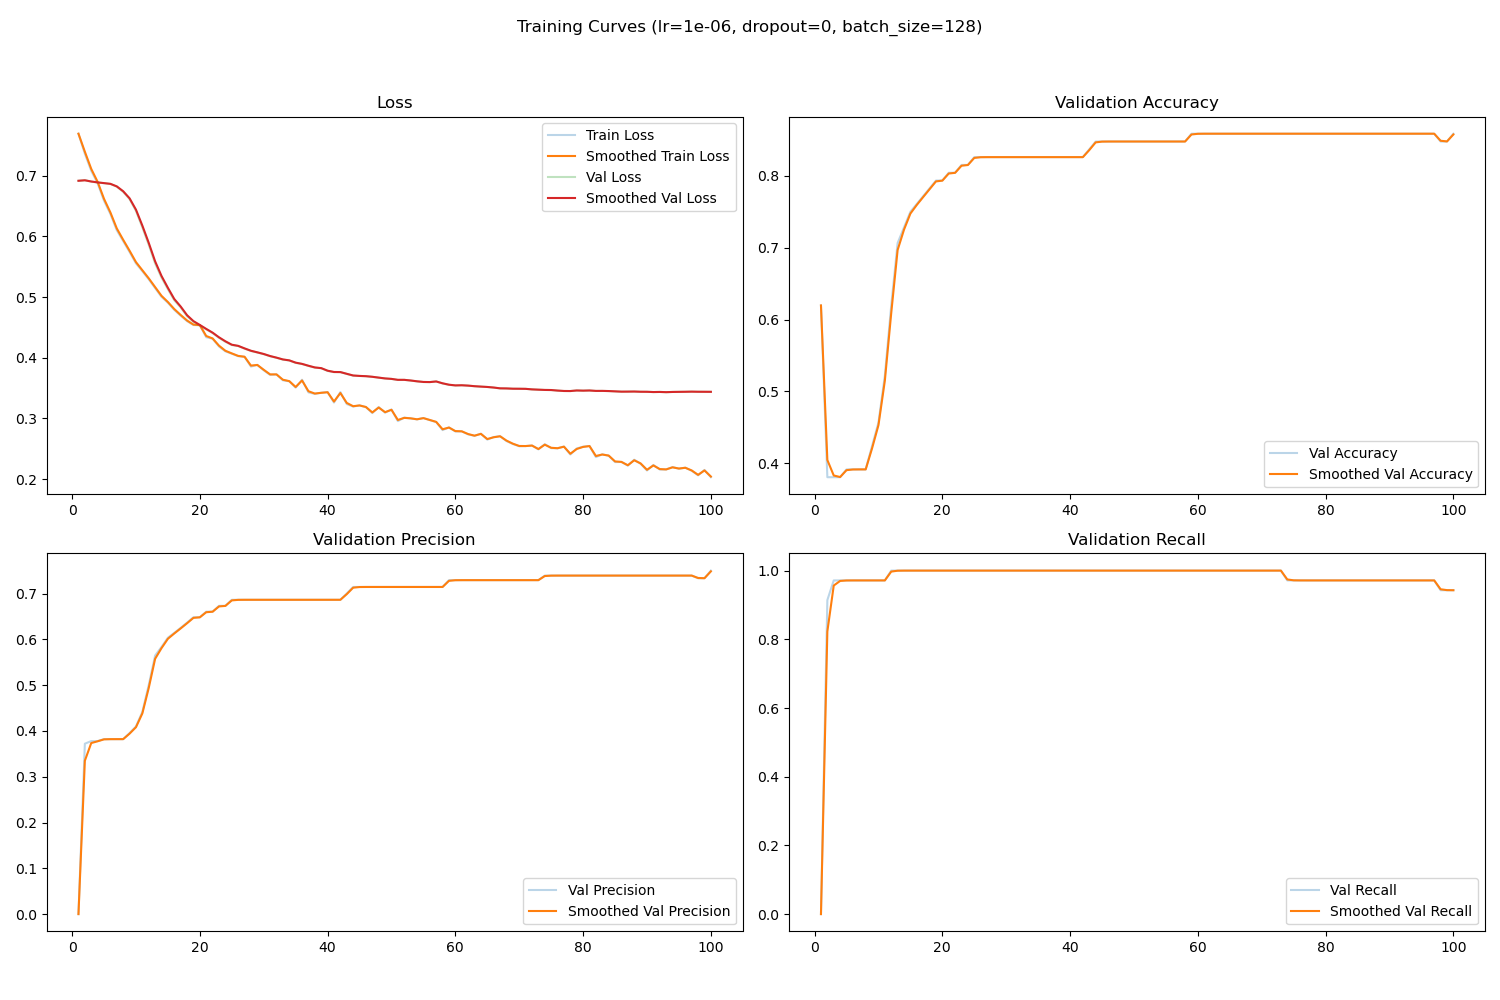 Training Curves (lr=1e-06, dropout=0, batch_size=128)
Loss
0.7
0.6
0.5
0.4
0.3
0.2
0 20 40 60 80 100
Train Loss
Smoothed Train Loss
Val Loss
Smoothed Val Loss
Validation Accuracy
0.8
0.7
0.6
0.5
0.4
0 20 40 60 80 100
Val Accuracy
Smoothed Val Accuracy
Validation Precision
0.7
0.6
0.5
0.4
0.3
0.2
0.1
0.0
0 20 40 60 80 100
Val Precision
Smoothed Val Precision
Validation Recall
1.0
0.8
0.6
0.4
0.2
0.0
0 20 40 60 80 100
Val Recall
Smoothed Val Recall